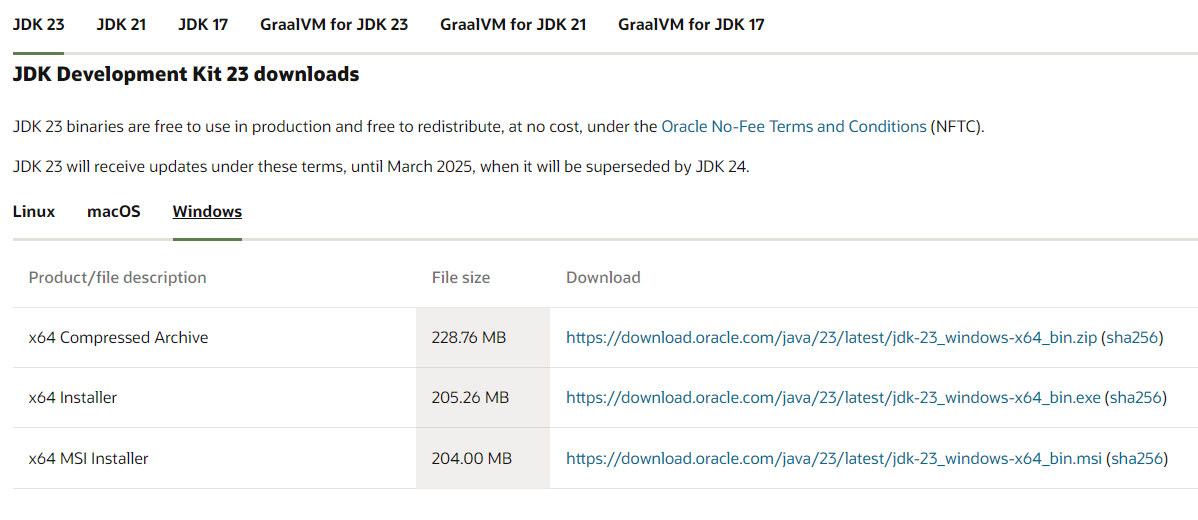 JDK 23 JDK 21 JDK 17 GraalVM for JDK 23 GraalVM for JDK 21 GraalVM for JDK 17
JDK Development Kit 23 downloads
JDK 23 binaries are free to use in production and free to redistribute, at no cost, under the Oracle No-Fee Terms and Conditions (NFTC).
JDK 23 will receive updates under these terms, until March 2025, when it will be superseded by JDK 24.
Linux macOS Windows
Product/file description File size Download
x64 Compressed Archive 228.76 MB https://download.oracle.com/java/23/latest/jdk-23_windows-x64_bin.zip (sha256)
x64 Installer 205.26 MB https://download.oracle.com/java/23/latest/jdk-23_windows-x64_bin.exe (sha256)
x64 MSI Installer 204.00 MB https://download.oracle.com/java/23/latest/jdk-23_windows-x64_bin.msi (sha256)